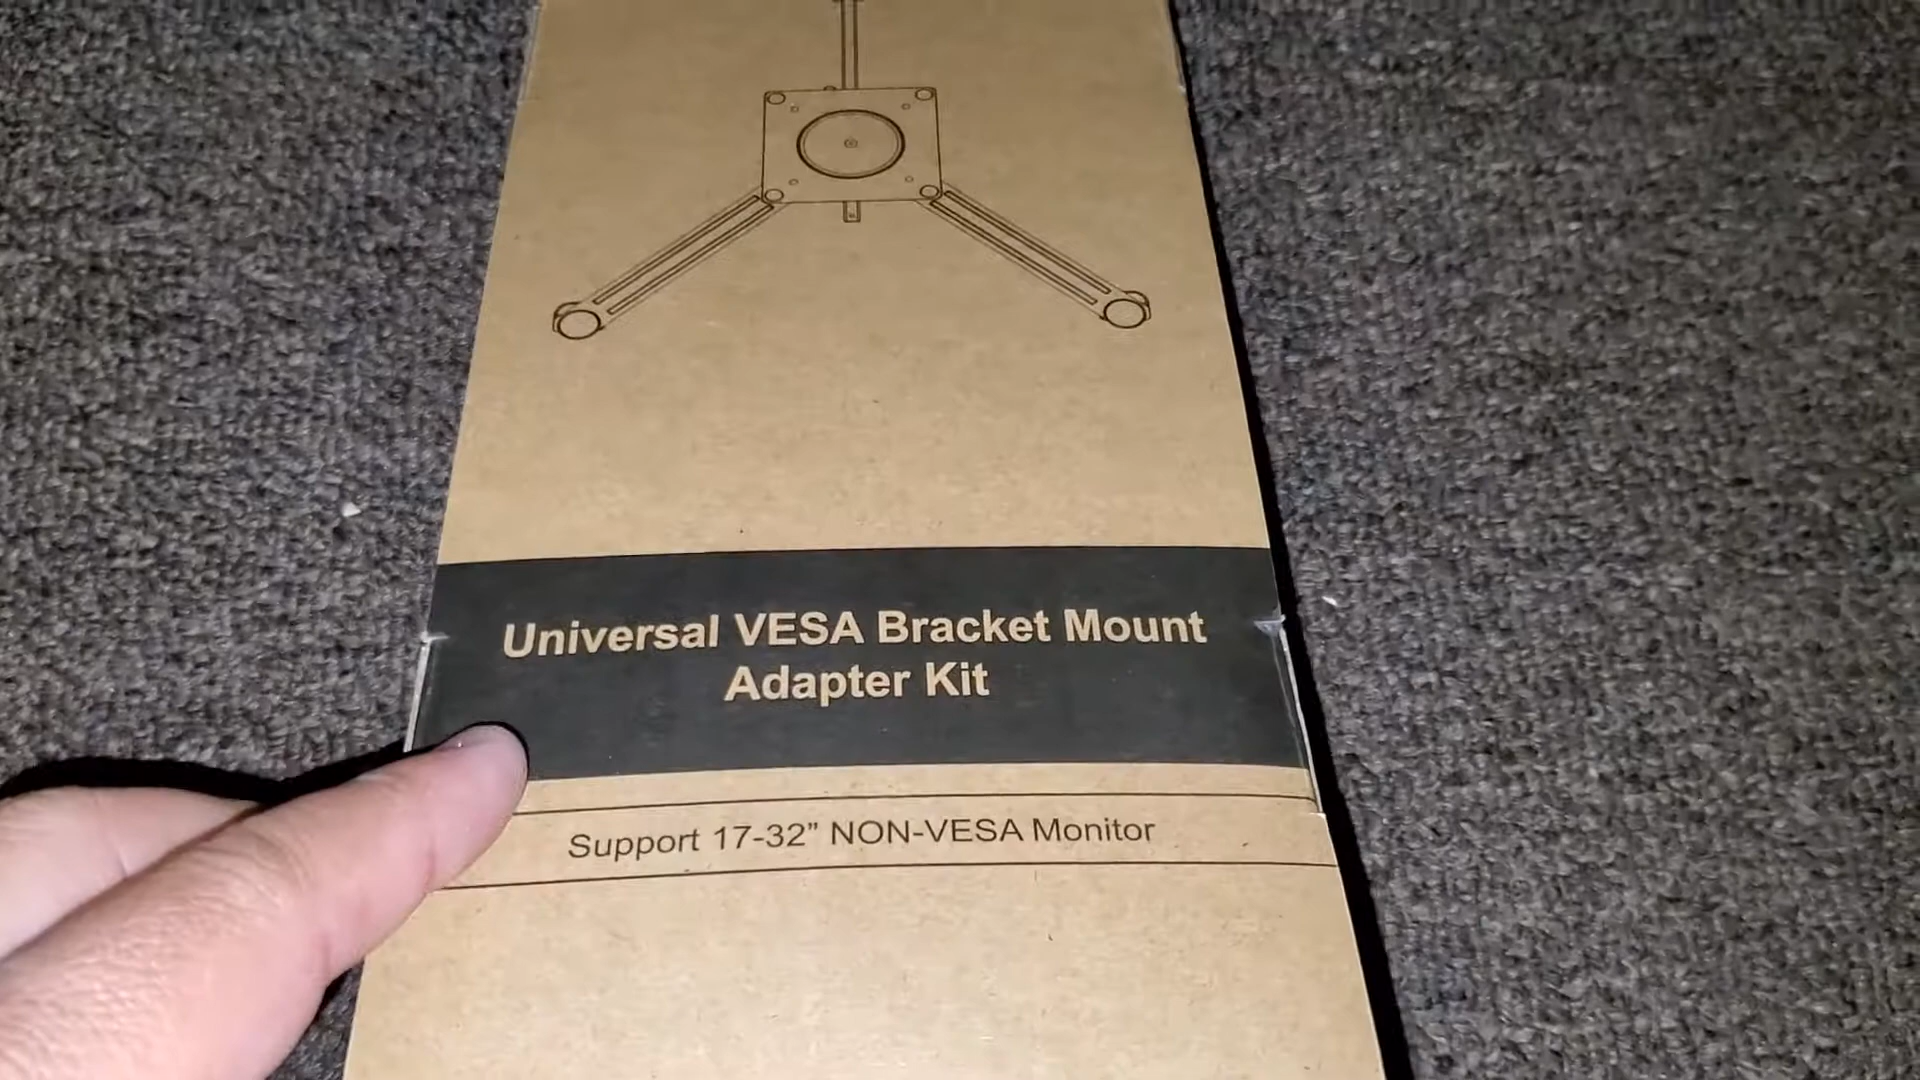 Universal VESA Bracket Mount
Adapter Kit
Support 17-32” NON-VESA Monitor